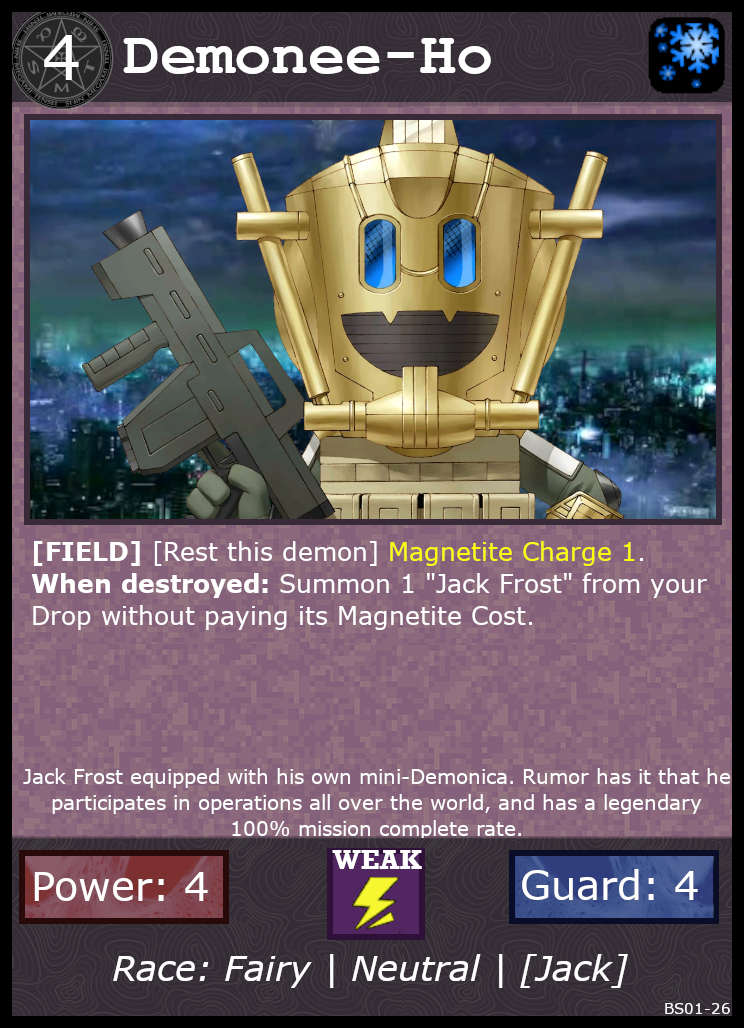 4 Demonee-Ho
[FIELD] [Rest this demon] Magnetite Charge 1.
When destroyed: Summon 1 "Jack Frost" from your
Drop without paying its Magnetite Cost.
Jack Frost equipped with his own mini-Demonica. Rumor has it that he
participates in operations all over the world, and has a legendary
100% mission complete rate.
WEAK
Power: 4
Guard: 4
Race: Fairy | Neutral | [Jack]
BS01-26